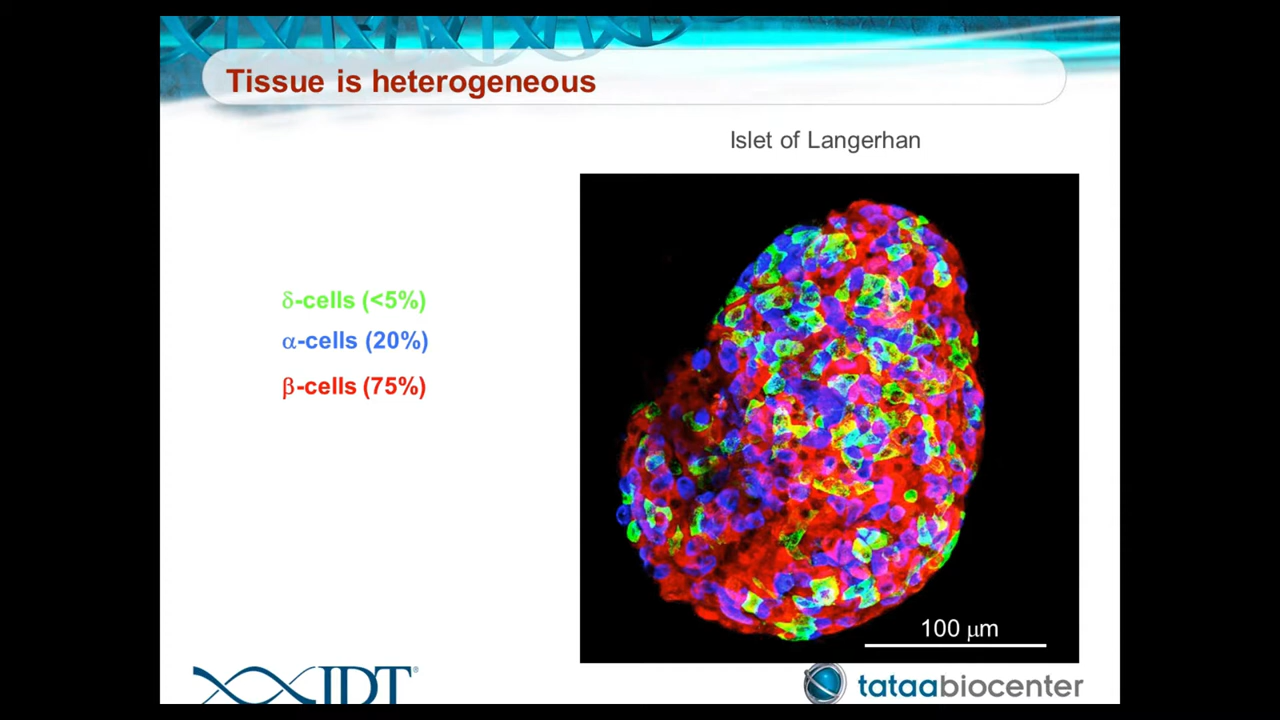 Tissue is heterogeneous
Islet of Langerhan
δ-cells (<5%)
α-cells (20%)
β-cells (75%)
100 μm
IDT®
tataabiocenter